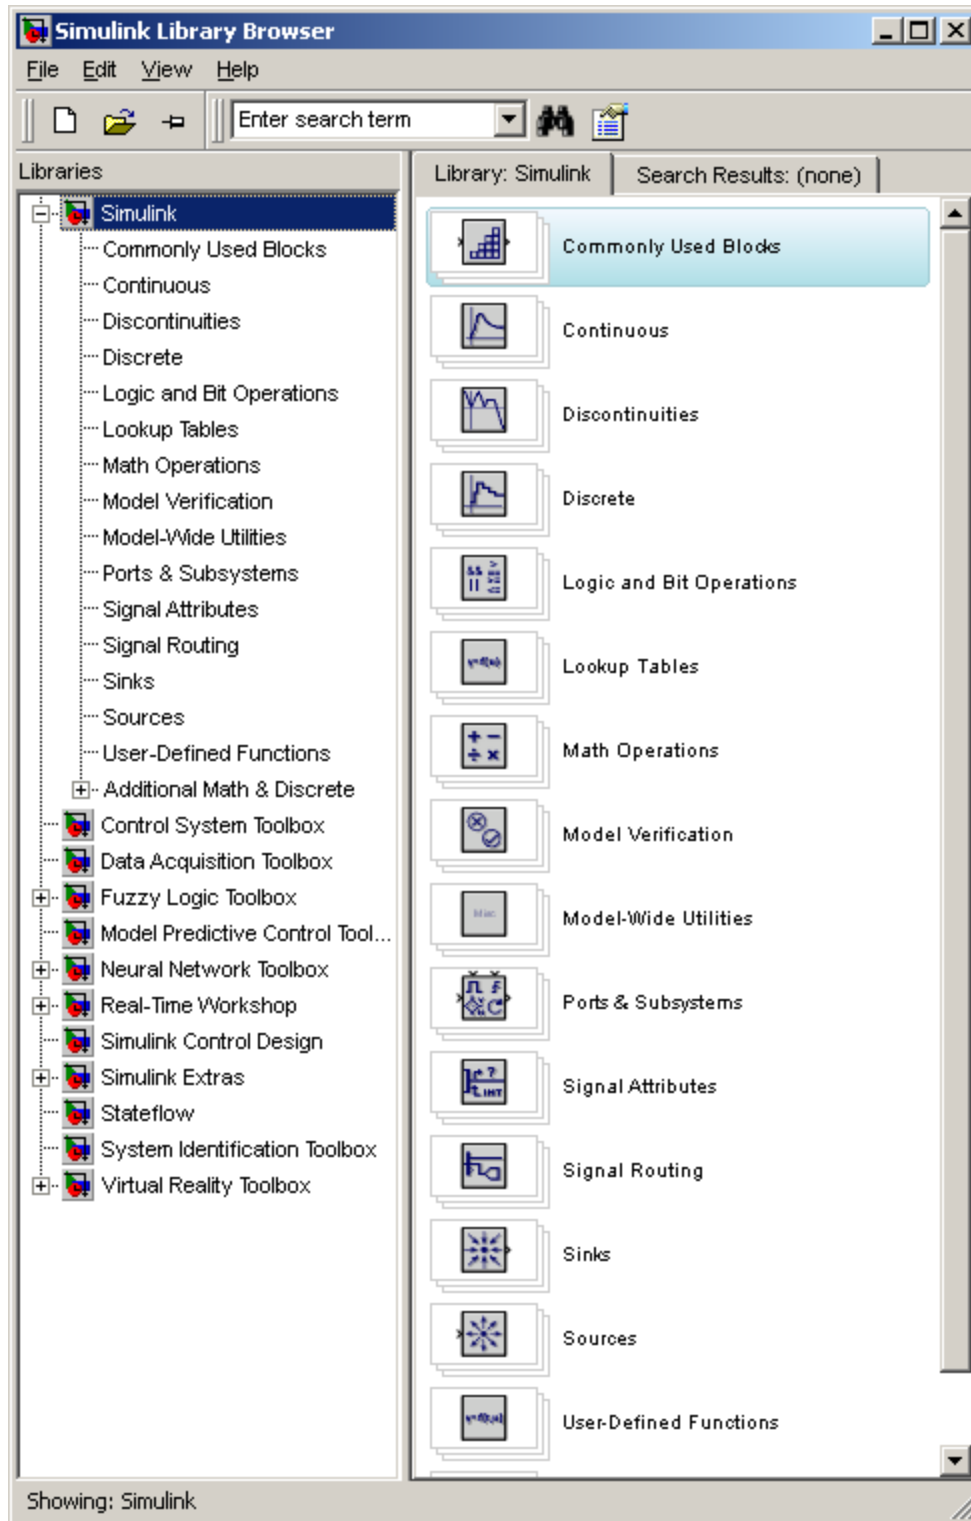 Simulink Library Browser
File Edit View Help
Enter search term
Libraries
Simulink
Commonly Used Blocks
Continuous
Discontinuities
Discrete
Logic and Bit Operations
Lookup Tables
Math Operations
Model Verification
Model-Wide Utilities
Ports & Subsystems
Signal Attributes
Signal Routing
Sinks
Sources
User-Defined Functions
Additional Math & Discrete
Control System Toolbox
Data Acquisition Toolbox
Fuzzy Logic Toolbox
Model Predictive Control Tool...
Neural Network Toolbox
Real-Time Workshop
Simulink Control Design
Simulink Extras
Stateflow
System Identification Toolbox
Virtual Reality Toolbox
Library: Simulink
Search Results: (none)
Commonly Used Blocks
Continuous
Discontinuities
Discrete
Logic and Bit Operations
Lookup Tables
Math Operations
Model Verification
Misc
Model-Wide Utilities
Ports & Subsystems
Signal Attributes
Signal Routing
Sinks
Sources
User-Defined Functions
Showing: Simulink